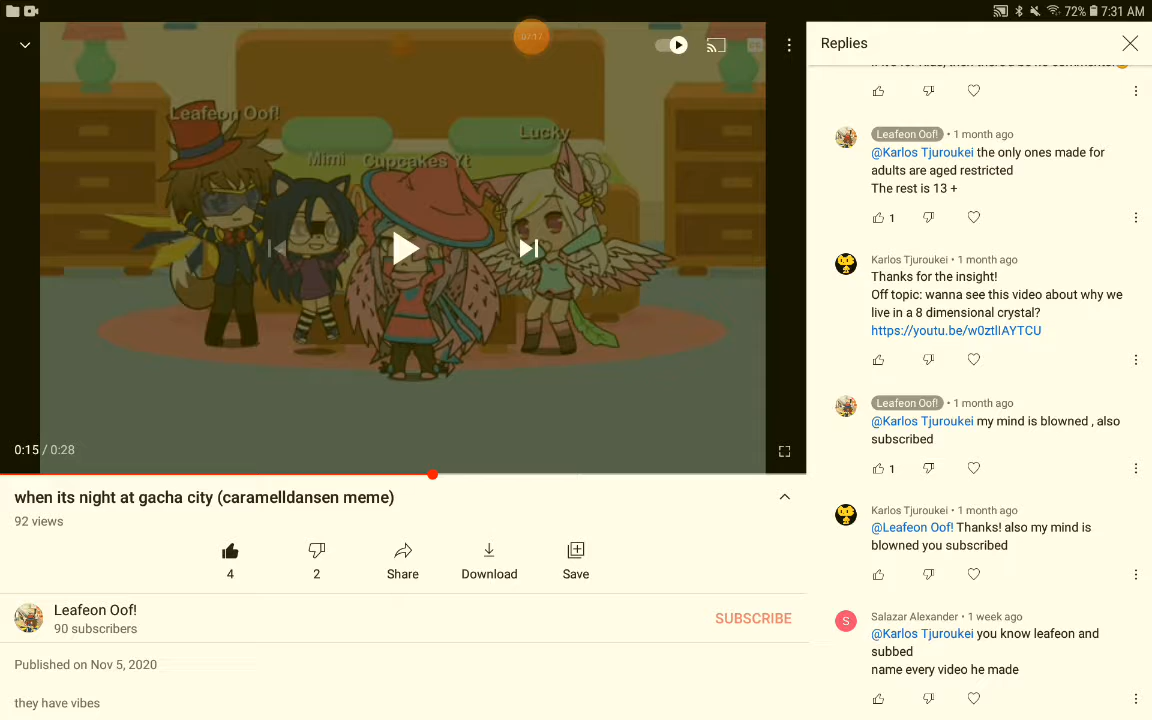 72% 7:31 AM
07:17
Leafeon Oof!
Lucky
Mimi
Cupcakes Yt
0:15 / 0:28
when its night at gacha city (caramelldansen meme)
92 views
4
2
Share
Download
Save
Leafeon Oof!
90 subscribers
SUBSCRIBE
Published on Nov 5, 2020
they have vibes
Replies
Leafeon Oof! • 1 month ago
@Karlos Tjuroukei the only ones made for
adults are aged restricted
The rest is 13 +
1
Karlos Tjuroukei • 1 month ago
Thanks for the insight!
Off topic: wanna see this video about why we
live in a 8 dimensional crystal?
https://youtu.be/w0ztlIAYTCU
Leafeon Oof! • 1 month ago
@Karlos Tjuroukei my mind is blowned , also
subscribed
1
Karlos Tjuroukei • 1 month ago
@Leafeon Oof! Thanks! also my mind is
blowned you subscribed
S
Salazar Alexander • 1 week ago
@Karlos Tjuroukei you know leafeon and
subbed
name every video he made